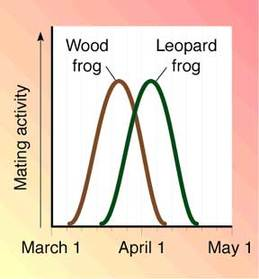 Wood
frog
Leopard
frog
Mating activity
March 1
April 1
May 1